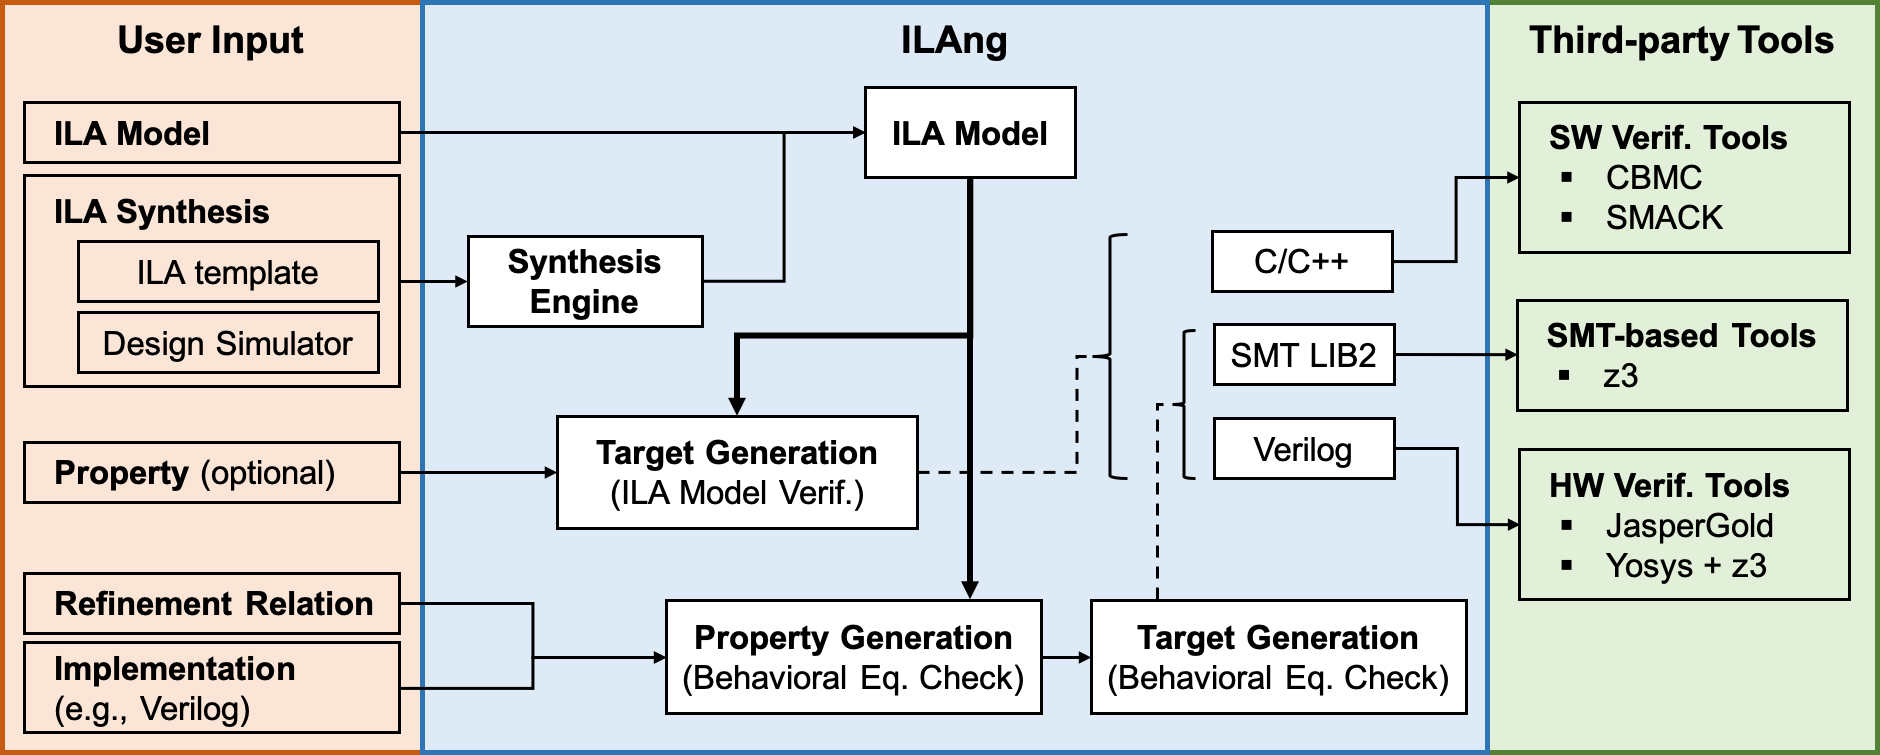 User Input
ILA Model
ILA Synthesis
ILA template
Design Simulator
Property (optional)
Refinement Relation
Implementation
(e.g., Verilog)
ILAng
ILA Model
Synthesis
Engine
Target Generation
(ILA Model Verif.)
Property Generation
(Behavioral Eq. Check)
Target Generation
(Behavioral Eq. Check)
C/C++
SMT LIB2
Verilog
Third-party Tools
SW Verif. Tools
▪ CBMC
▪ SMACK
SMT-based Tools
▪ z3
HW Verif. Tools
▪ JasperGold
▪ Yosys + z3